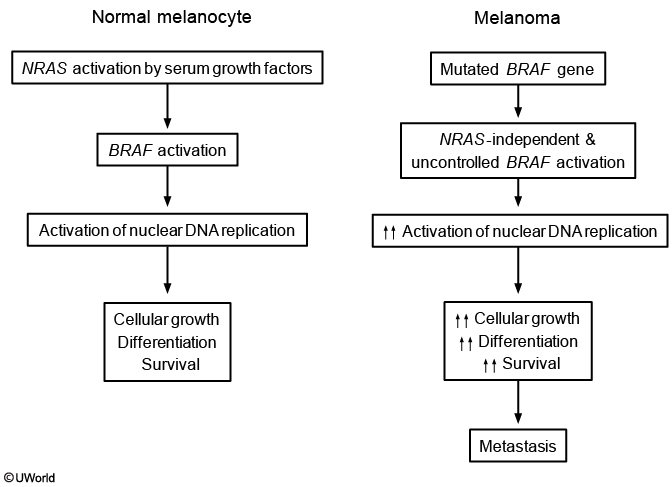 Normal melanocyte
NRAS activation by serum growth factors
BRAF activation
Activation of nuclear DNA replication
Cellular growth
Differentiation
Survival
Melanoma
Mutated BRAF gene
NRAS-independent &
uncontrolled BRAF activation
↑↑ Activation of nuclear DNA replication
↑↑ Cellular growth
↑↑ Differentiation
↑↑ Survival
Metastasis
©UWorld